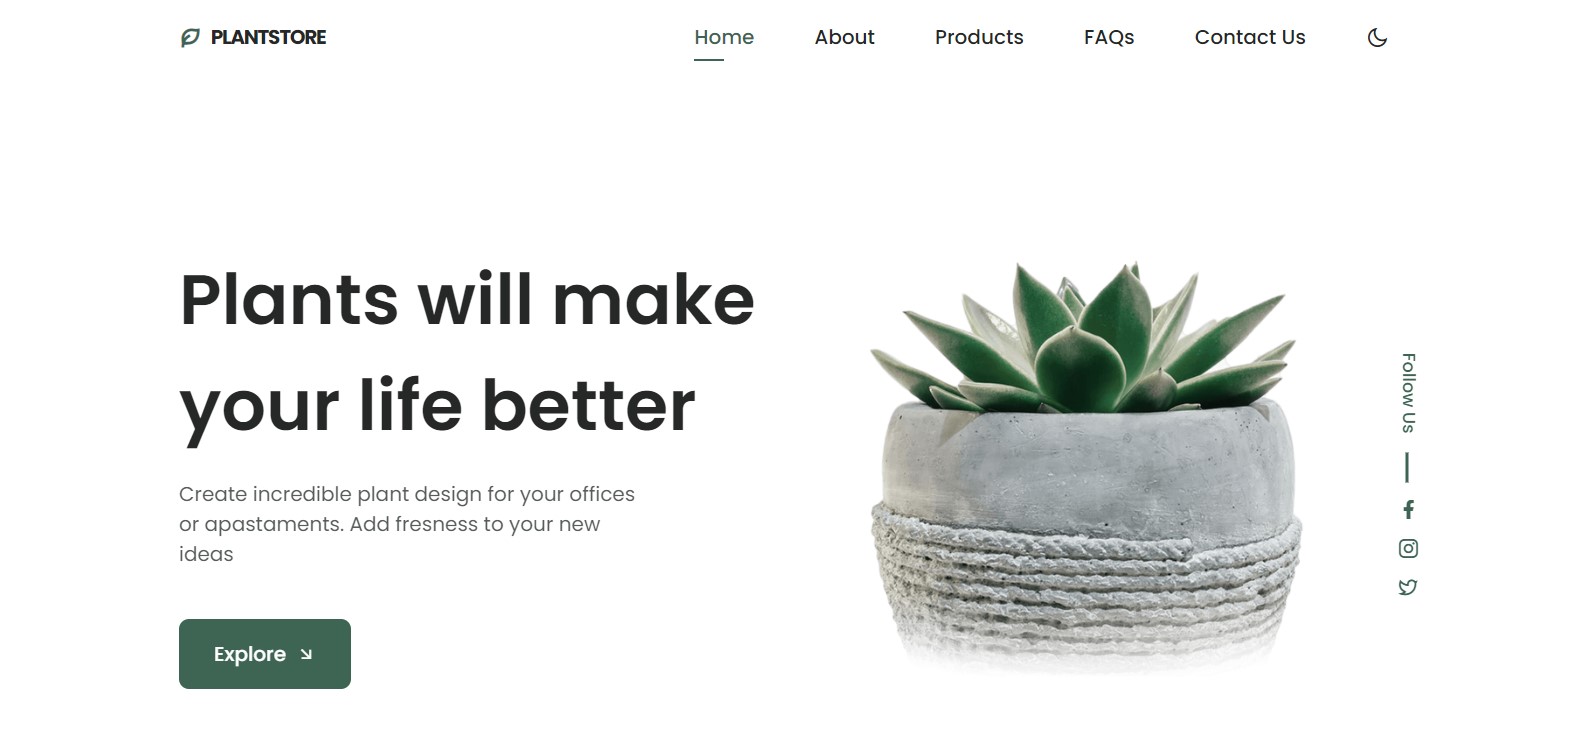 PLANTSTORE
Home
About
Products
FAQs
Contact Us
Plants will make
your life better
Create incredible plant design for your offices
or apastaments. Add fresness to your new
ideas
Explore
Follow Us